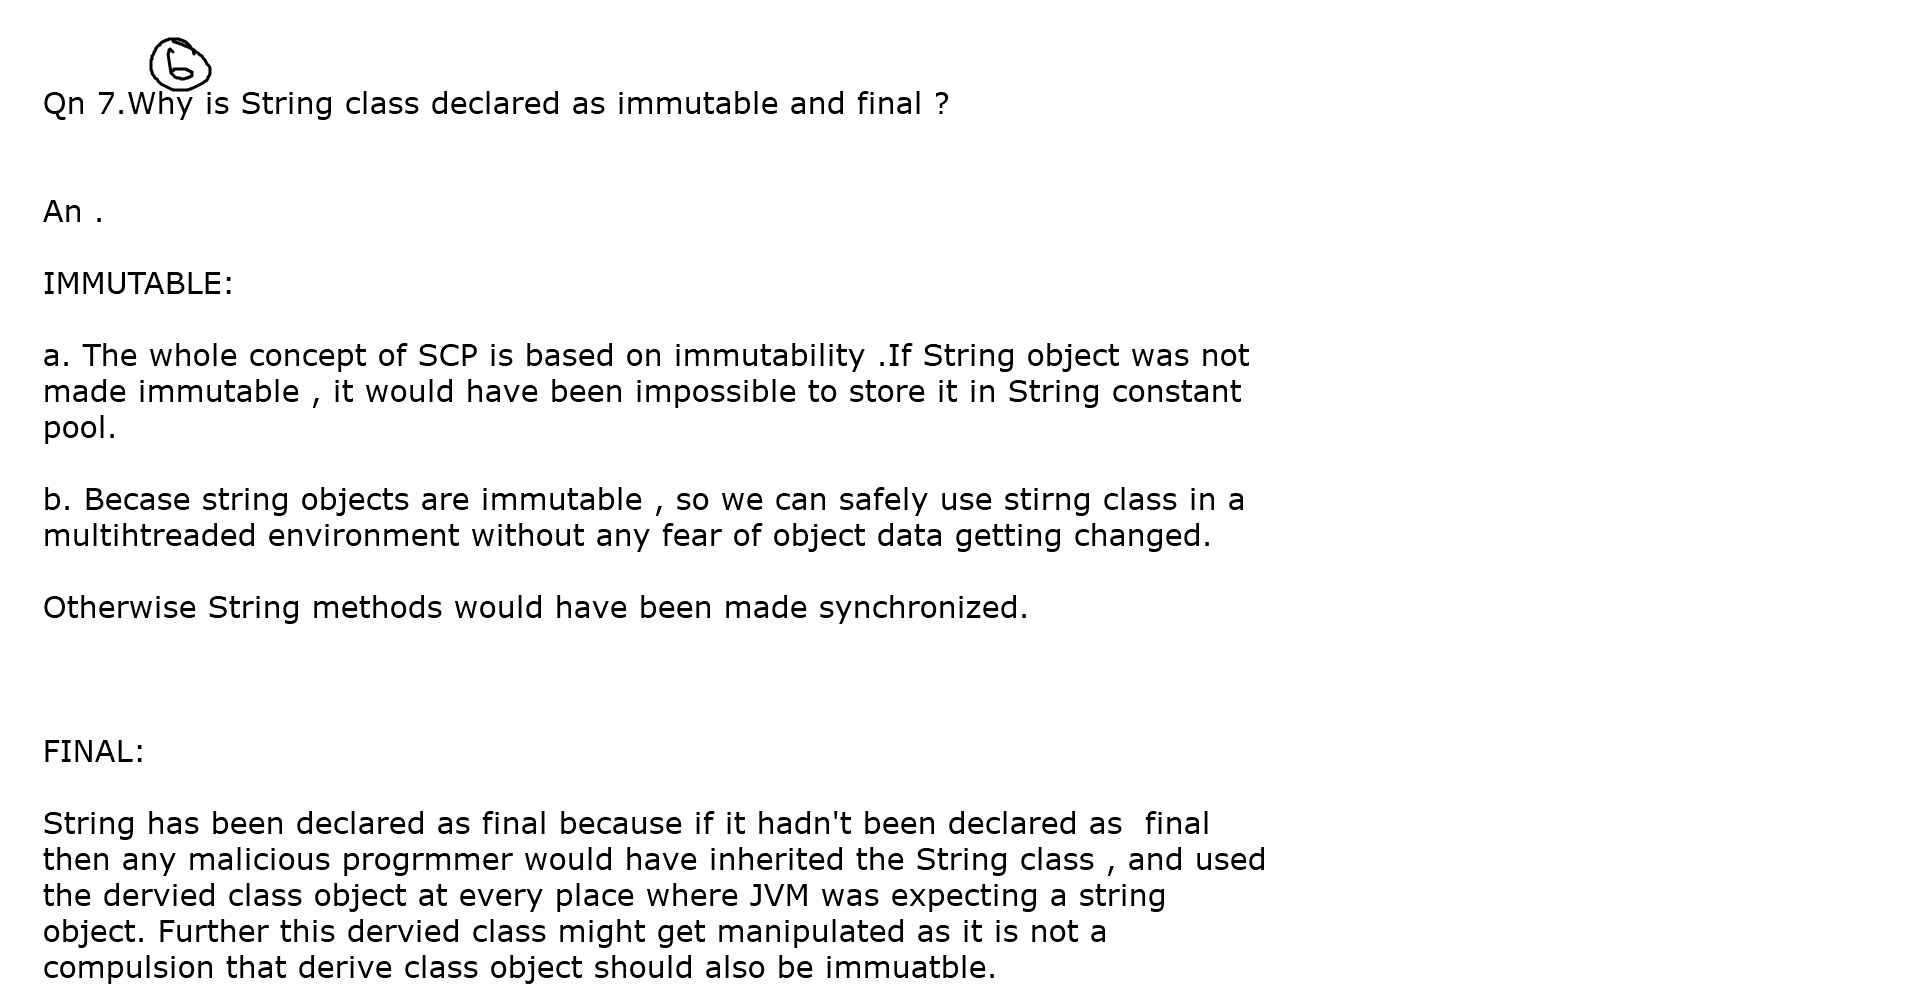 6
Qn 7.Why is String class declared as immutable and final ?
An .
IMMUTABLE:
a. The whole concept of SCP is based on immutability .If String object was not
made immutable , it would have been impossible to store it in String constant
pool.
b. Becase string objects are immutable , so we can safely use stirng class in a
multihtreaded environment without any fear of object data getting changed.
Otherwise String methods would have been made synchronized.
FINAL:
String has been declared as final because if it hadn't been declared as  final
then any malicious progrmmer would have inherited the String class , and used
the dervied class object at every place where JVM was expecting a string
object. Further this dervied class might get manipulated as it is not a
compulsion that derive class object should also be immuatble.